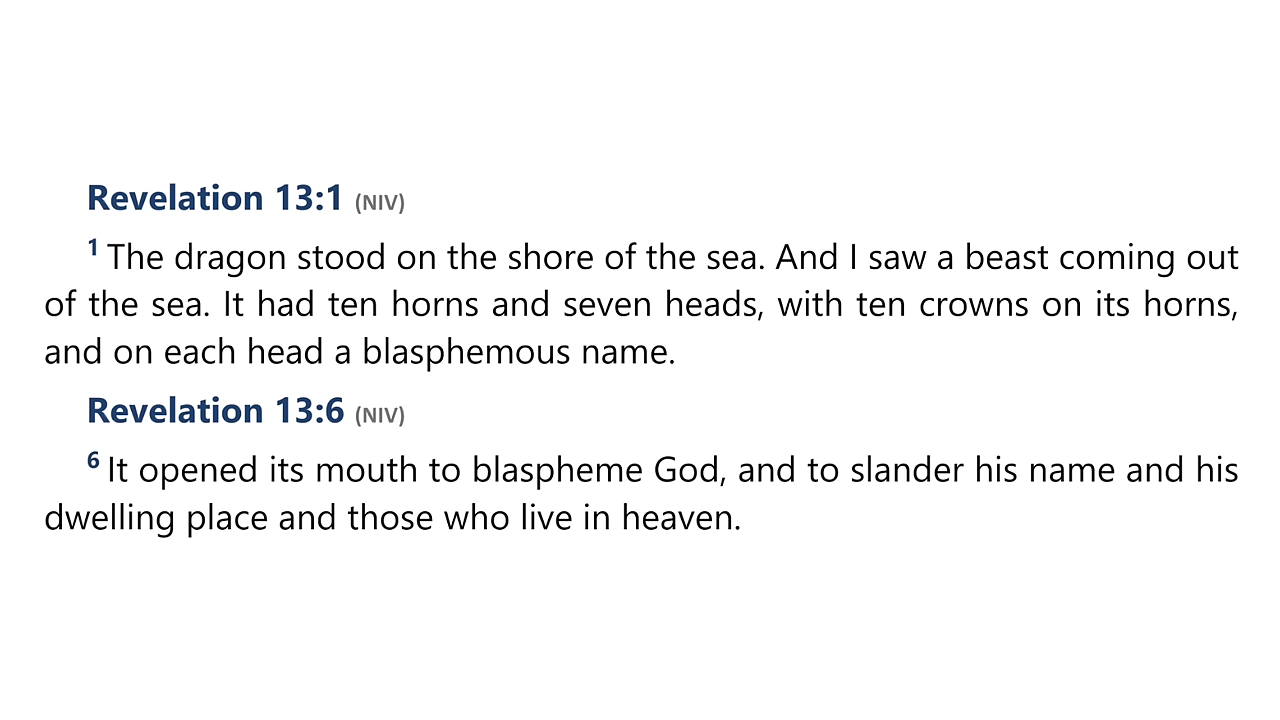 Revelation 13:1 (NIV)
1 The dragon stood on the shore of the sea. And I saw a beast coming out
of the sea. It had ten horns and seven heads, with ten crowns on its horns,
and on each head a blasphemous name.
Revelation 13:6 (NIV)
6 It opened its mouth to blaspheme God, and to slander his name and his
dwelling place and those who live in heaven.